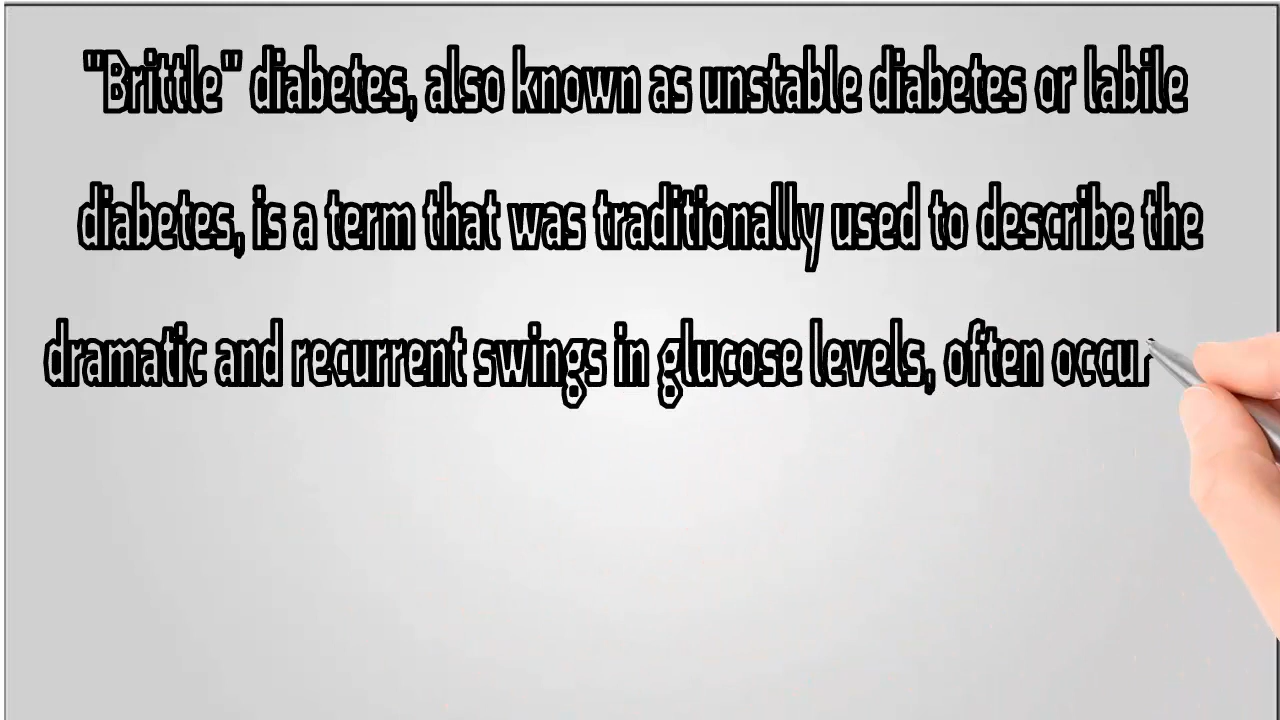 "Brittle" diabetes, also known as unstable diabetes or labile
diabetes, is a term that was traditionally used to describe the
dramatic and recurrent swings in glucose levels, often occur